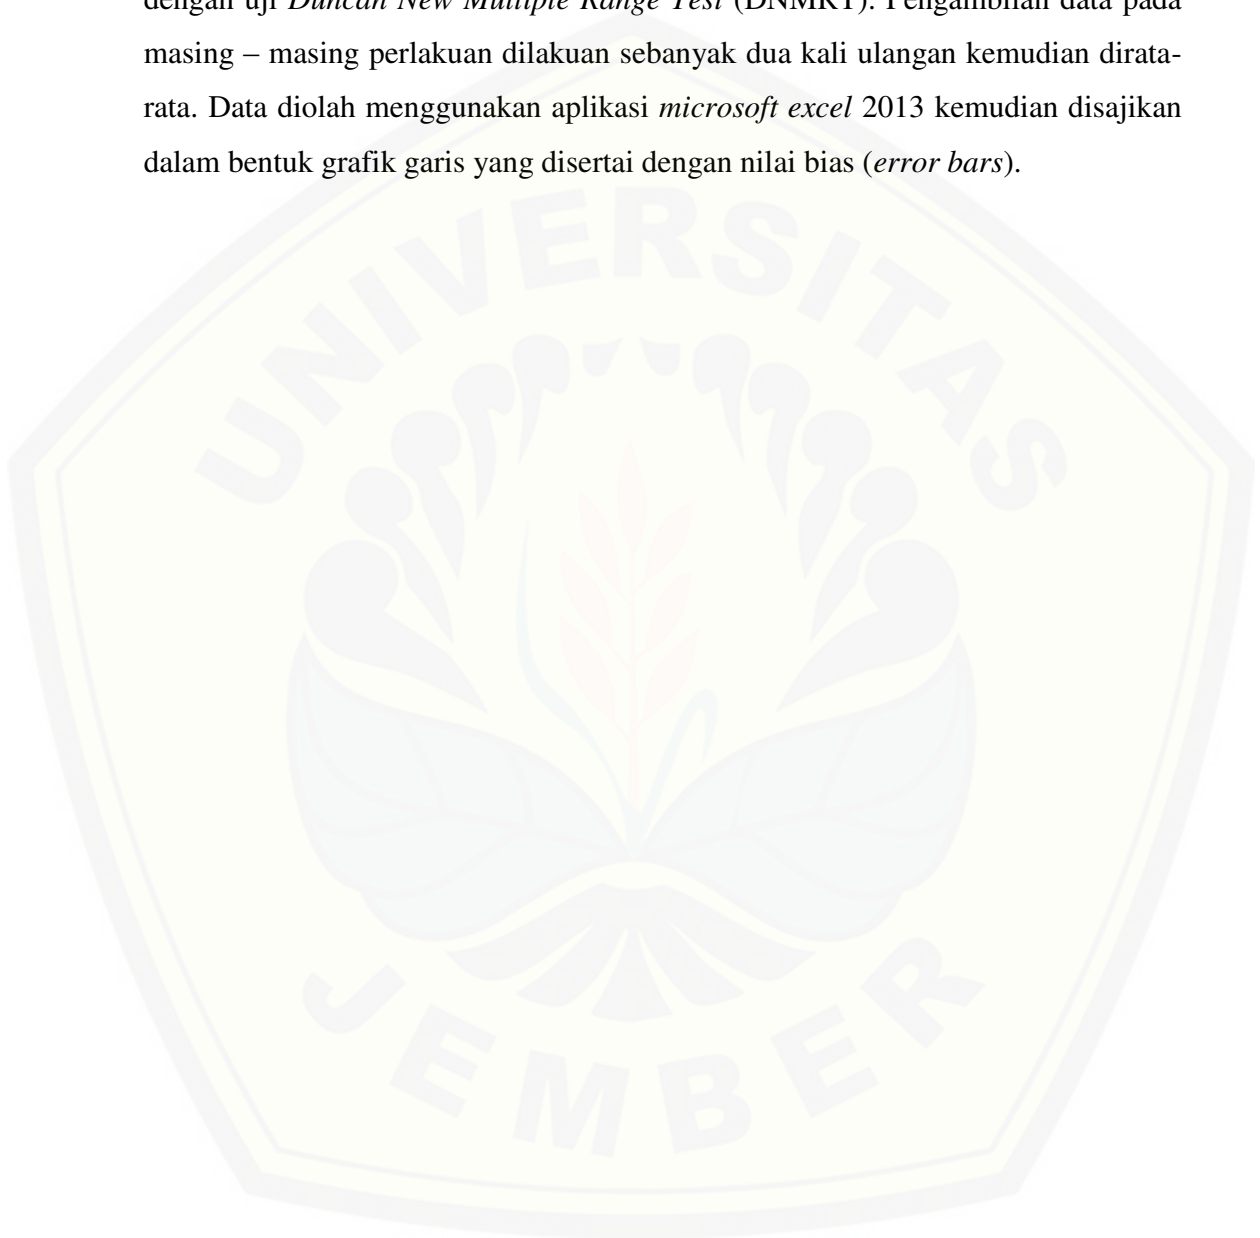 dengan uji Duncan New Multiple Range Test (DNMRT). Pengambilan data pada
masing – masing perlakuan dilakuan sebanyak dua kali ulangan kemudian dirata-
rata. Data diolah menggunakan aplikasi microsoft excel 2013 kemudian disajikan
dalam bentuk grafik garis yang disertai dengan nilai bias (error bars).
UNIVERSITAS
JEMBER